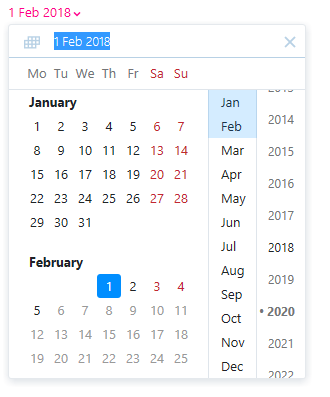 1 Feb 2018
1 Feb 2018
Mo Tu We Th Fr Sa Su
January
1 2 3 4 5 6 7
8 9 10 11 12 13 14
15 16 17 18 19 20 21
22 23 24 25 26 27 28
29 30 31
February
1 2 3 4
5 6 7 8 9 10 11
12 13 14 15 16 17 18
19 20 21 22 23 24 25
Jan
Feb
Mar
Apr
May
Jun
Jul
Aug
Sep
Oct
Nov
Dec
2013
2014
2015
2016
2017
2018
2019
• 2020
2021
2022